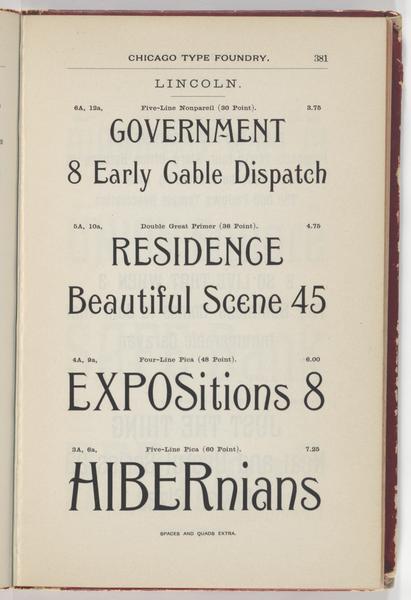 CHICAGO TYPE FOUNDRY. 381
LINCOLN.
6A, 12a, Five-Line Nonpareil (30 Point). 3.75
GOVERNMENT
8 Early Gable Dispatch
5A, 10a, Double Great Primer (36 Point). 4.75
RESIDENCE
Beautiful Scene 45
4A, 9a, Four-Line Pica (48 Point). 6.00
EXPOSitions 8
3A, 6a, Five-Line Pica (60 Point). 7.25
HIBERnians
SPACES AND QUADS EXTRA.